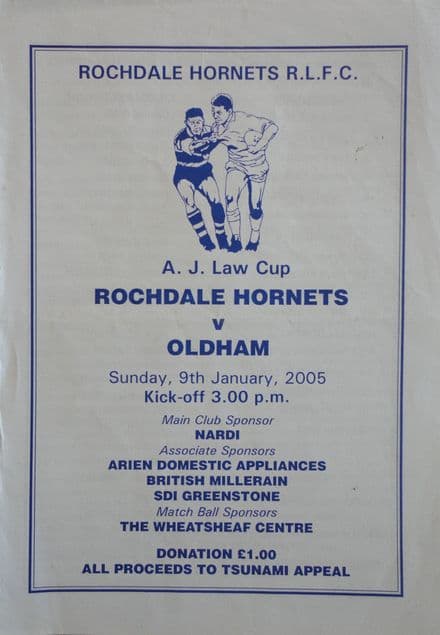 ROCHDALE HORNETS R.L.F.C.
A. J. Law Cup
ROCHDALE HORNETS
v
OLDHAM
Sunday, 9th January, 2005
Kick-off 3.00 p.m.
Main Club Sponsor
NARDI
Associate Sponsors
ARIEN DOMESTIC APPLIANCES
BRITISH MILLERAIN
SDI GREENSTONE
Match Ball Sponsors
THE WHEATSHEAF CENTRE
DONATION £1.00
ALL PROCEEDS TO TSUNAMI APPEAL